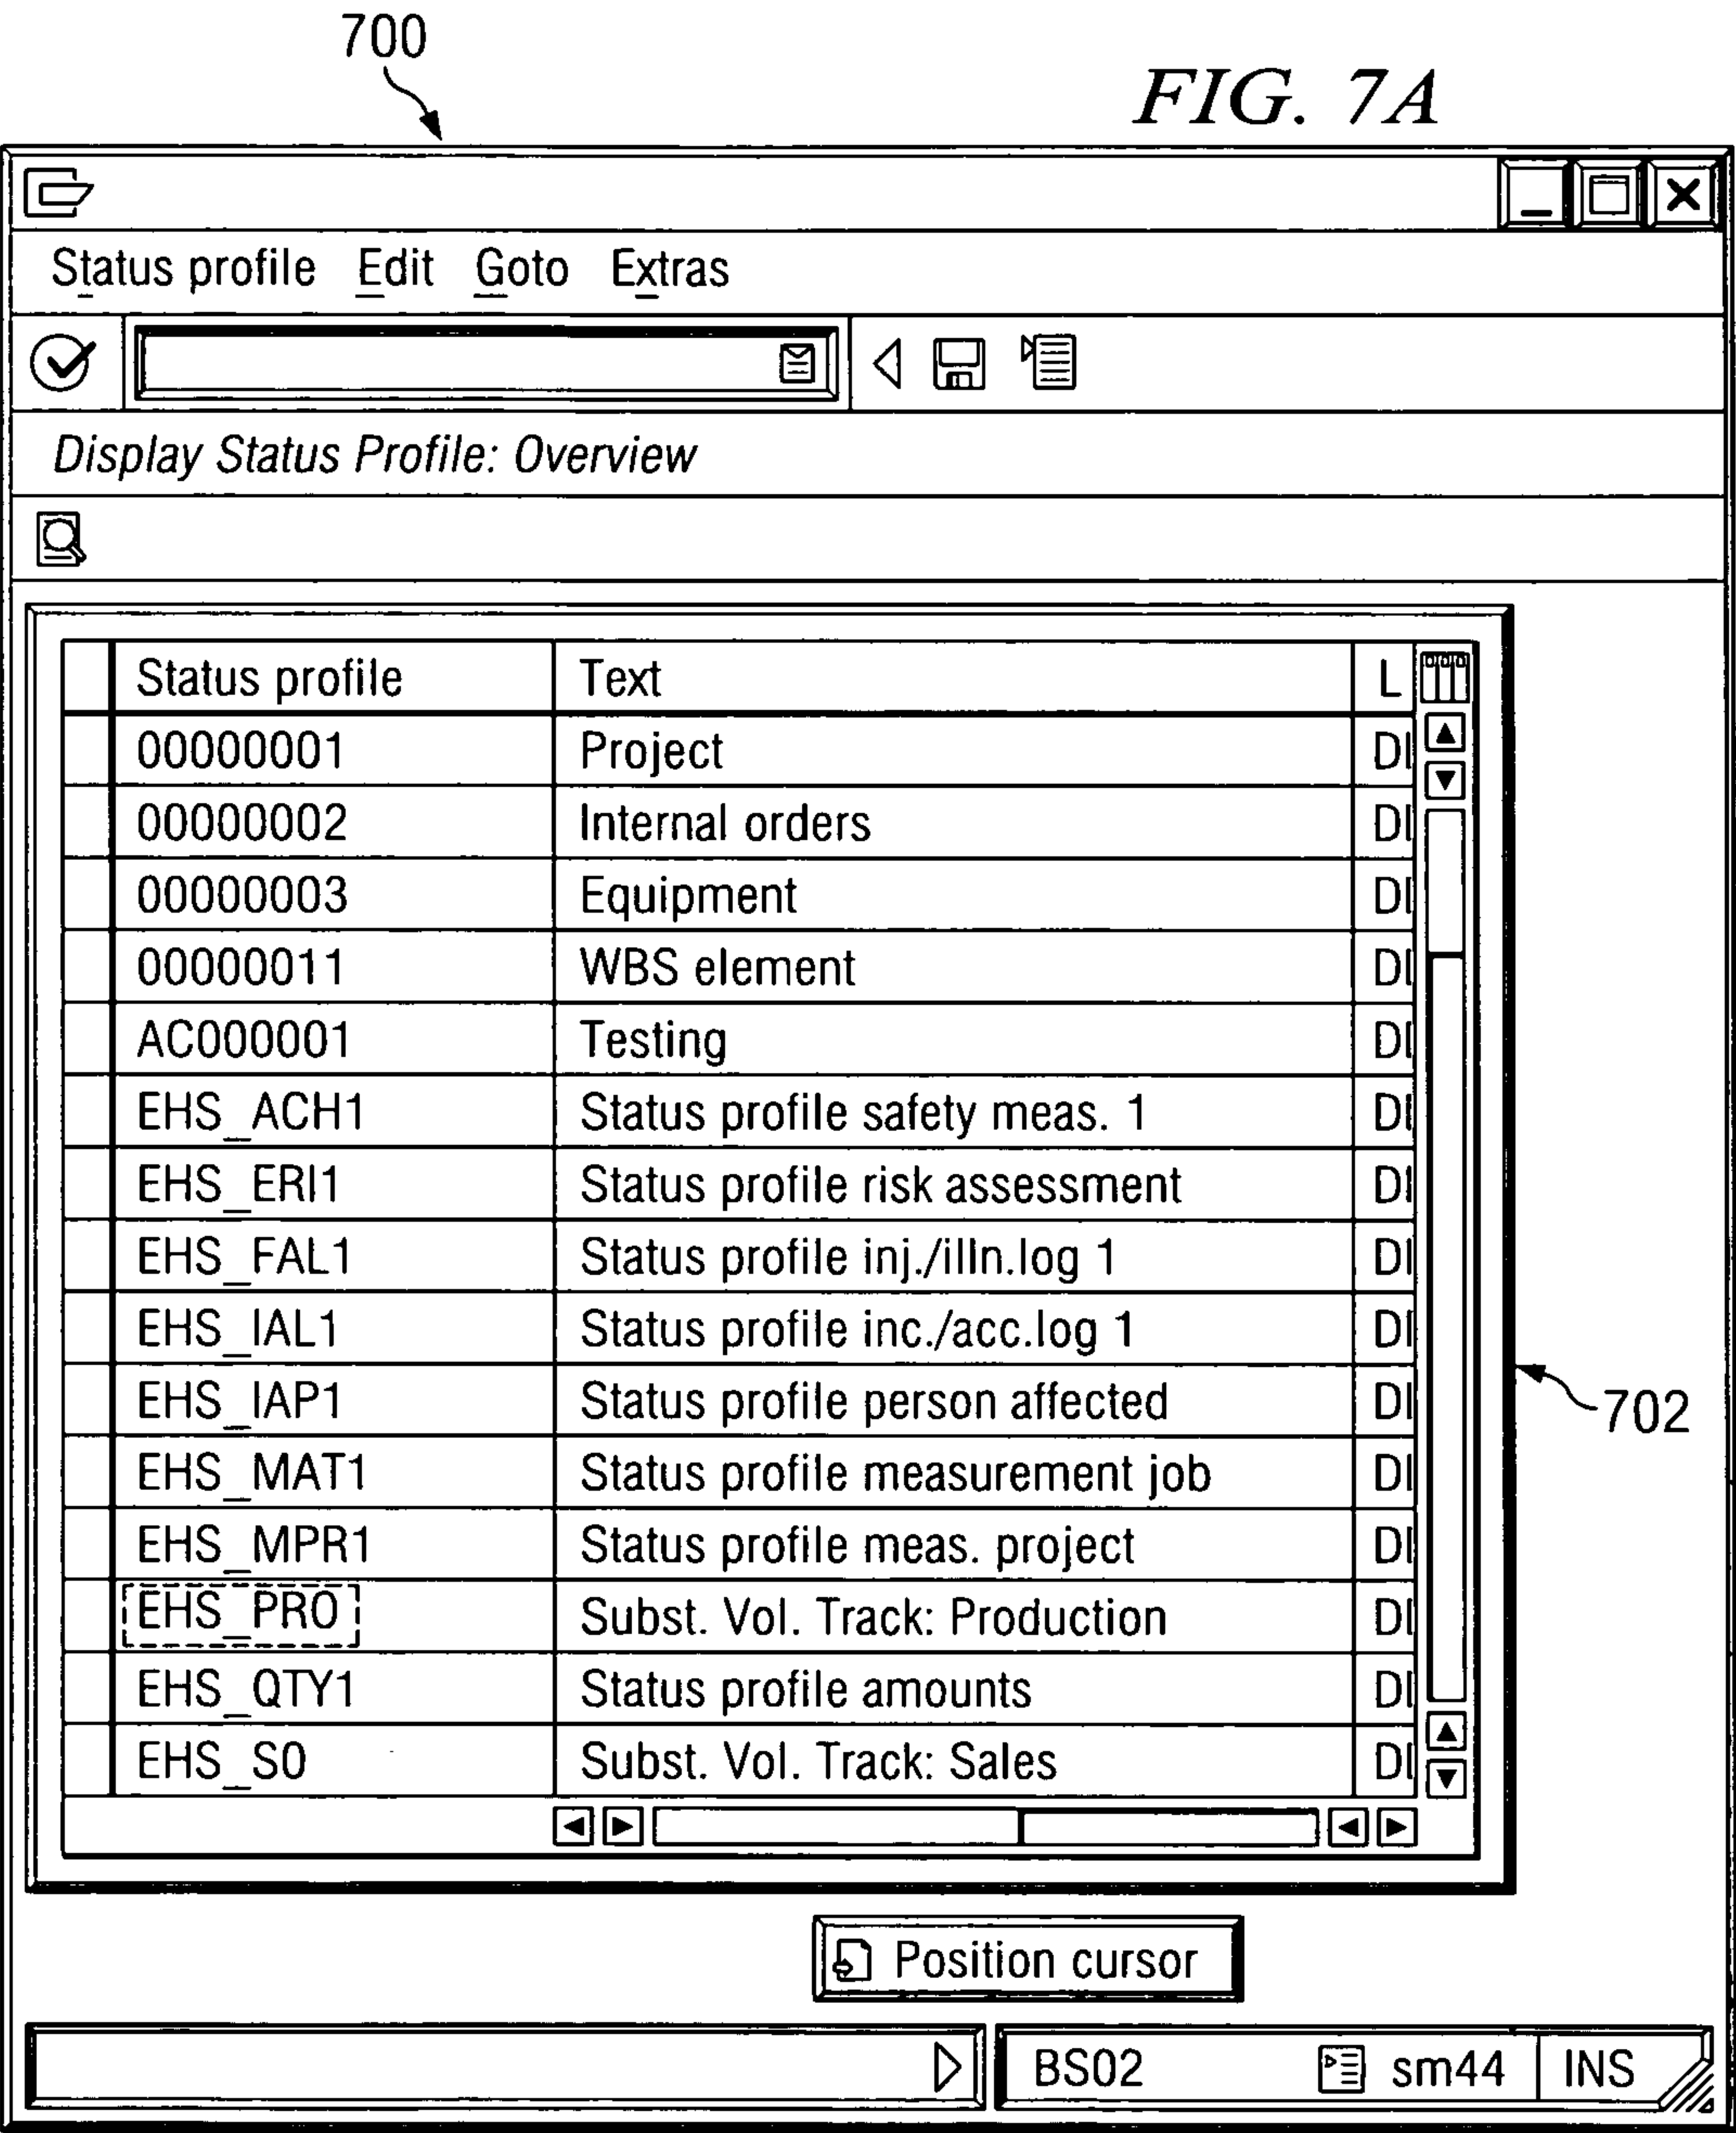 700
FIG. 7A
Status profile Edit Goto Extras
Display Status Profile: Overview
Status profile Text L
00000001 Project DI
00000002 Internal orders DI
00000003 Equipment DI
00000011 WBS element DI
AC000001 Testing DI
EHS_ACH1 Status profile safety meas. 1 DI
EHS_ERI1 Status profile risk assessment DI
EHS_FAL1 Status profile inj./illn.log 1 DI
EHS_IAL1 Status profile inc./acc.log 1 DI
EHS_IAP1 Status profile person affected DI
702
EHS_MAT1 Status profile measurement job DI
EHS_MPR1 Status profile meas. project DI
EHS_PRO Subst. Vol. Track: Production DI
EHS_QTY1 Status profile amounts DI
EHS_SO Subst. Vol. Track: Sales DI
Position cursor
BS02 sm44 INS